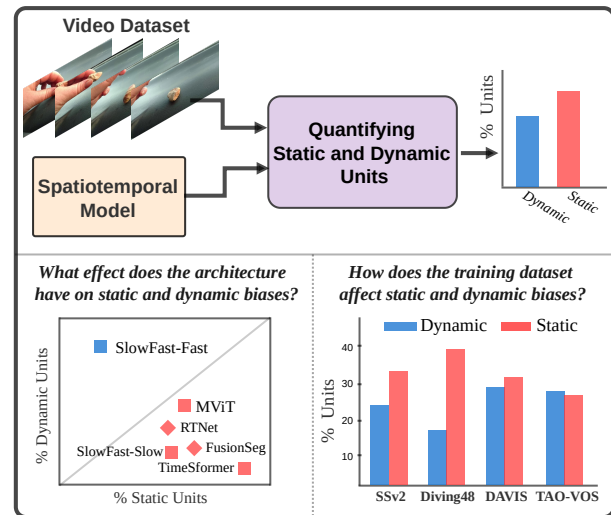 Video Dataset
Spatiotemporal
Model
Quantifying
Static and Dynamic
Units
% Units
Dynamic
Static
What effect does the architecture
have on static and dynamic biases?
% Dynamic Units
SlowFast-Fast
MViT
RTNet
SlowFast-Slow
FusionSeg
TimeSformer
% Static Units
How does the training dataset
affect static and dynamic biases?
Dynamic
Static
% Units
40
30
20
10
SSv2
Diving48
DAVIS
TAO-VOS